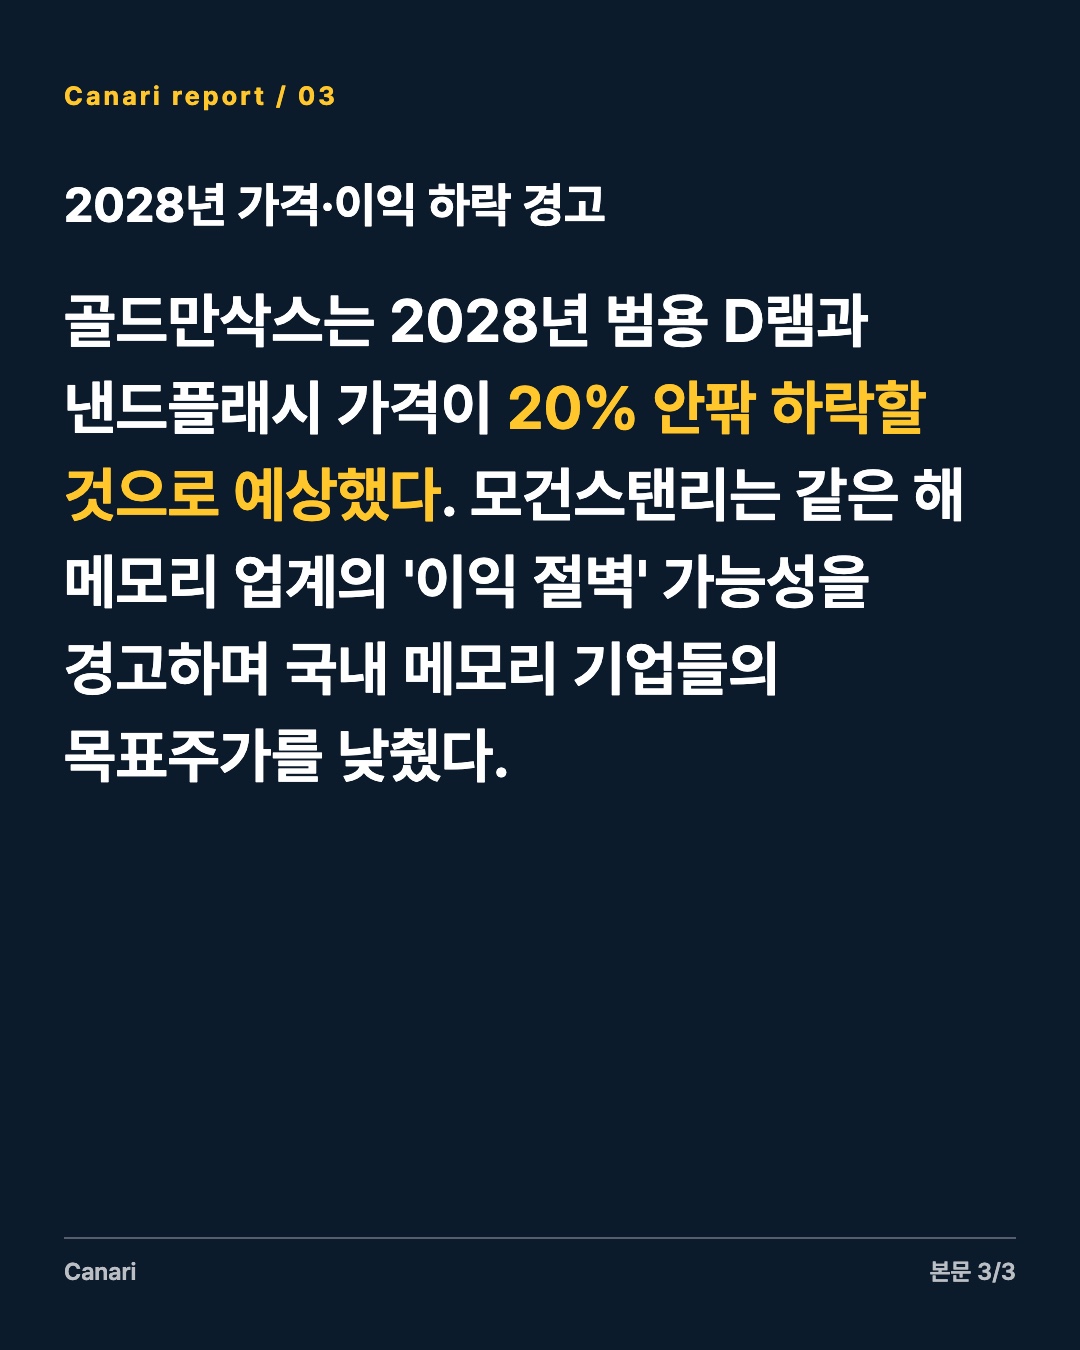 Canari report / 03
2028년 가격·이익 하락 경고
골드만삭스는 2028년 범용 D램과
낸드플래시 가격이 20% 안팎 하락할
것으로 예상했다. 모건스탠리는 같은 해
메모리 업계의 '이익 절벽' 가능성을
경고하며 국내 메모리 기업들의
목표주가를 낮췄다.
Canari
본문 3/3